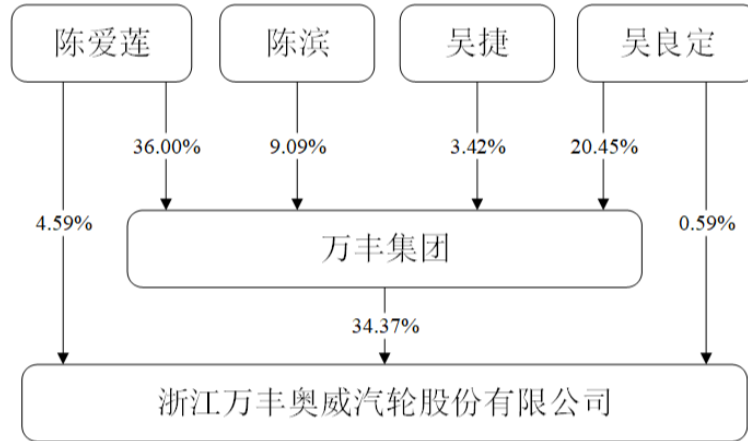 陈爱莲
陈滨
吴捷
吴良定
36.00%
9.09%
3.42%
20.45%
4.59%
0.59%
万丰集团
34.37%
浙江万丰奥威汽轮股份有限公司